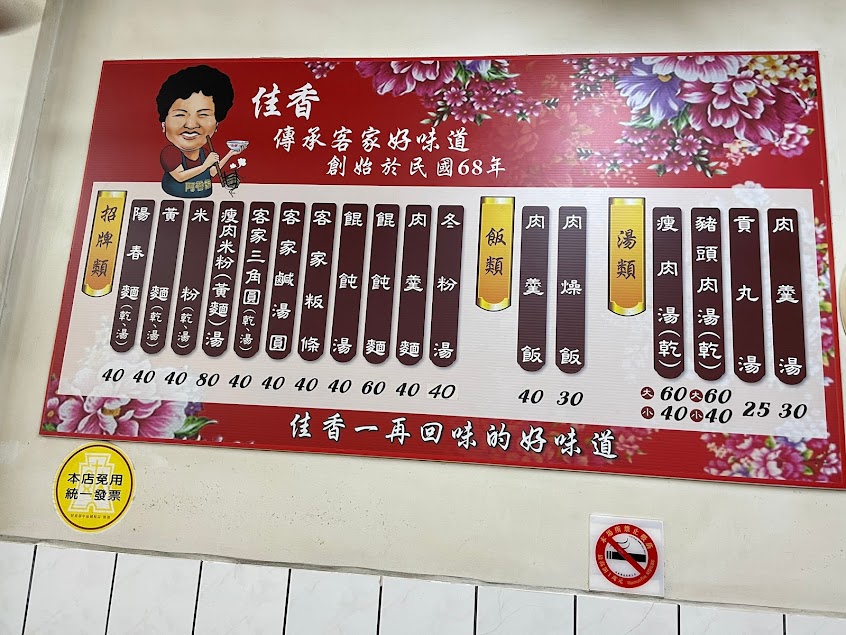 佳香
傳承客家好味道
創始於民國68年
招牌類
陽春麵(乾、湯) 40
黃麵(乾、湯) 40
米粉(乾、湯) 40
瘦肉米粉(黃麵)湯 80
客家三角圓(乾、湯) 40
客家鹹湯圓 40
客家粄條 40
餛飩湯 40
餛飩麵 60
肉羹麵 40
冬粉湯 40
飯類
肉羹飯 40
肉燥飯 30
湯類
瘦肉湯(乾) 大60 小40
豬頭肉湯(乾) 大60 小40
貢丸湯 25
肉羹湯 30
佳香一再回味的好味道
本店免用
統一發票